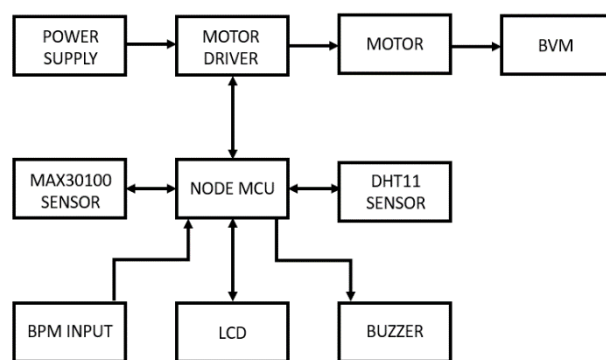 POWER
SUPPLY
MOTOR
DRIVER
MOTOR
BVM
MAX30100
SENSOR
NODE MCU
DHT11
SENSOR
BPM INPUT
LCD
BUZZER